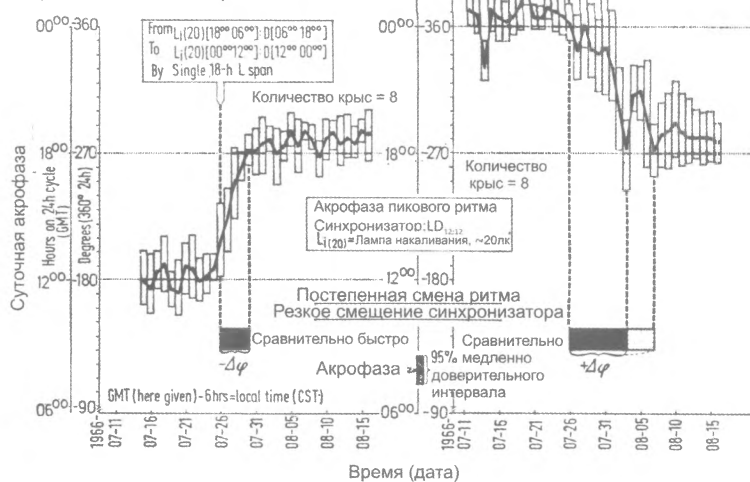 00⁰⁰ -360
From Li(20)[18⁰⁰ 06⁰⁰]: D[06⁰⁰ 18⁰⁰]
To Li(20)[00⁰⁰12⁰⁰]: D[12⁰⁰ 00⁰⁰]
By Single 18-h L span
Количество крыс = 8
18⁰⁰ -270
12⁰⁰ -180
06⁰⁰ -90
Суточная акрофаза
Hours on 24h cycle
(GMT)
Degrees (360° 24h)
00⁰⁰ -360
18⁰⁰ -270
Количество
крыс = 8
Акрофаза пикового ритма
Синхронизатор:LD12:12
Li(20)=Лампа накаливания, ~20лк
12⁰⁰ -180
Постепенная смена ритма
Резкое смещение синхронизатора
Сравнительно быстро
-Δφ
Сравнительно
медленно
+Δφ
Акрофаза
95%
доверительного
интервала
GMT (here given) - 6hrs=local time (CST)
06⁰⁰ -90
1966- 07-11 07-16 07-21 07-26 07-31 08-05 08-10 08-15
1966- 07-11 07-15 07-21 07-26 07-31 08-05 08-10 08-15
Время (дата)